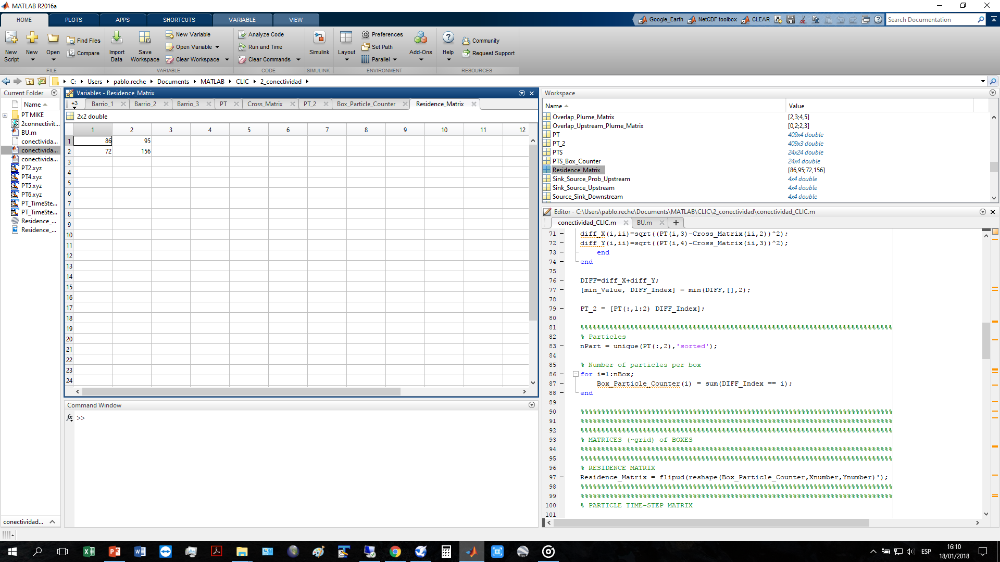 MATLAB R2016a
HOME PLOTS APPS SHORTCUTS VARIABLE VIEW
Google_Earth NetCDF toolbox CLEAR Search Documentation
New Script New Open Find Files Compare
FILE
Import Data Save Workspace New Variable Open Variable Clear Workspace
VARIABLE
Analyze Code Run and Time Clear Commands
CODE
Simulink
SIMULINK
Layout Preferences Set Path Parallel Add-Ons
ENVIRONMENT
Help Community Request Support
RESOURCES
C: Users pablo.reche Documents MATLAB CLIC 2_conectividad
Current Folder
Name
PT MIKE
2connectivit...
BU.m
conectivida...
conectivida...
conectivida...
PT2.xyz
PT4.xyz
PT5.xyz
PT6.xyz
PT_TimeSte...
PT_TimeSte...
Residence_...
Residence_...
conectividad...
Variables - Residence_Matrix
+3 Barrio_1 Barrio_2 Barrio_3 PT Cross_Matrix PT_2 Box_Particle_Counter Residence_Matrix
2x2 double
1 2 3 4 5 6 7 8 9 10 11 12
1 86 95
2 72 156
3
4
5
6
7
8
9
10
11
12
13
14
15
16
17
18
19
20
21
22
23
24
Command Window
fx >>
Workspace
Name Value
Overlap_Plume_Matrix [2,3;4,5]
Overlap_Upstream_Plume_Matrix [0,2;2,3]
PT 409x4 double
PT_2 409x3 double
PTS 24x24 double
PTS_Box_Counter 24x4 double
Residence_Matrix [86,95;72,156]
Sink_Source_Prob_Upstream 4x4 double
Sink_Source_Upstream 4x4 double
Source_Sink_Downstream 4x4 double
Editor - C:\Users\pablo.reche\Documents\MATLAB\CLIC\2_conectividad\conectividad_CLIC.m
conectividad_CLIC.m BU.m +
71 - diff_X(i,ii)=sqrt((PT(i,3)-Cross_Matrix(ii,2))^2);
72 - diff_Y(i,ii)=sqrt((PT(i,4)-Cross_Matrix(ii,3))^2);
73 - end
74 - end
75
76 - DIFF=diff_X+diff_Y;
77 - [min_Value, DIFF_Index] = min(DIFF,[],2);
78
79 - PT_2 = [PT(:,1:2) DIFF_Index];
80
81 %%%%%%%%%%%%%%%%%%%%%%%%%%%%%%%%%%%%%%%%%%%%%%%%%%%%%%%%%%%%%%%%%%%%%%%%%%%%%
82 % Particles
83 - nPart = unique(PT(:,2),'sorted');
84
85 % Number of particles per box
86 - for i=1:nBox;
87 - Box_Particle_Counter(i) = sum(DIFF_Index == i);
88 - end
89
90 %%%%%%%%%%%%%%%%%%%%%%%%%%%%%%%%%%%%%%%%%%%%%%%%%%%%%%%%%%%%%%%%%%%%%%%%%%%%%
91 %%%%%%%%%%%%%%%%%%%%%%%%%%%%%%%%%%%%%%%%%%%%%%%%%%%%%%%%%%%%%%%%%%%%%%%%%%%%%
92 %%%%%%%%%%%%%%%%%%%%%%%%%%%%%%%%%%%%%%%%%%%%%%%%%%%%%%%%%%%%%%%%%%%%%%%%%%%%%
93 % MATRICES (~grid) of BOXES
94 %%%%%%%%%%%%%%%%%%%%%%%%%%%%%%%%%%%%%%%%%%%%%%%%%%%%%%%%%%%%%%%%%%%%%%%%%%%%%
95 %%%%%%%%%%%%%%%%%%%%%%%%%%%%%%%%%%%%%%%%%%%%%%%%%%%%%%%%%%%%%%%%%%%%%%%%%%%%%
96 % RESIDENCE MATRIX
97 - Residence_Matrix = flipud(reshape(Box_Particle_Counter,Xnumber,Ynumber)');
98 %%%%%%%%%%%%%%%%%%%%%%%%%%%%%%%%%%%%%%%%%%%%%%%%%%%%%%%%%%%%%%%%%%%%%%%%%%%%%
99 %%%%%%%%%%%%%%%%%%%%%%%%%%%%%%%%%%%%%%%%%%%%%%%%%%%%%%%%%%%%%%%%%%%%%%%%%%%%%
100 % PARTICLE TIME-STEP MATRIX
101
ESP
16:10
18/01/2018